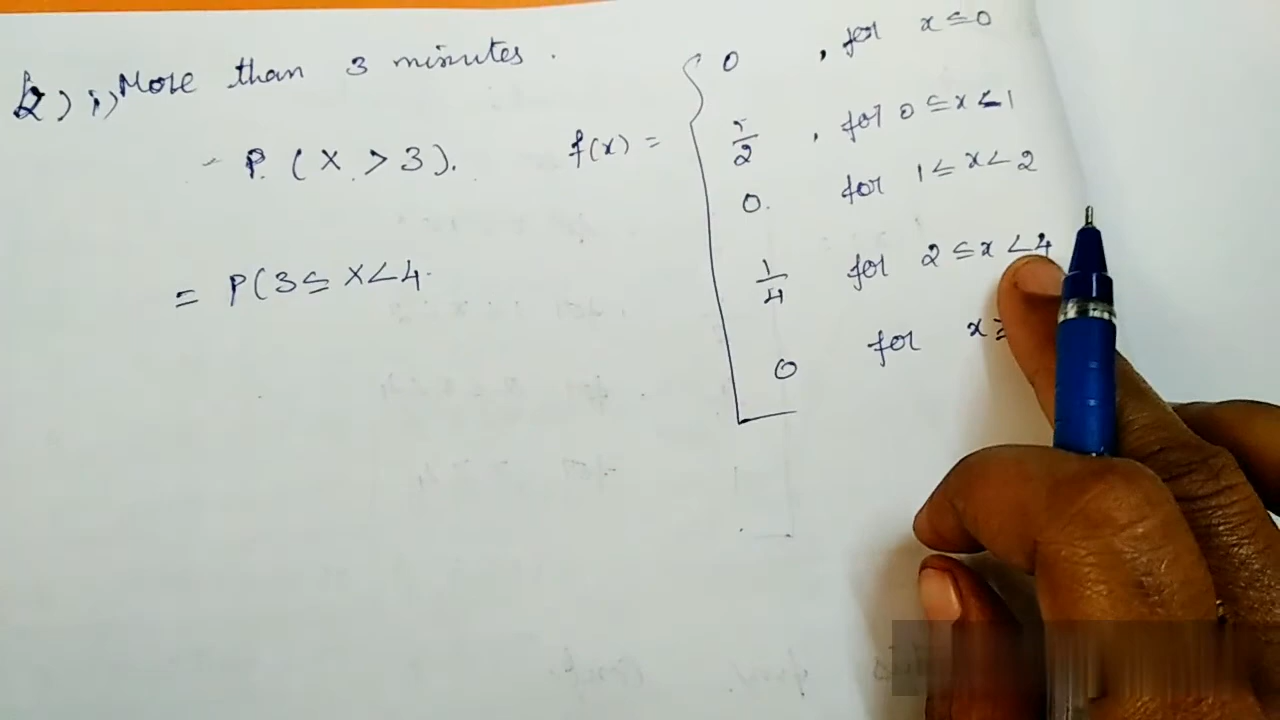 2) i) More than 3 minutes.
P. (X > 3).
= P(3 ≤ X < 4
f(x) =
0 , for x ≤ 0
1/2 , for 0 ≤ x < 1
0. for 1 ≤ x < 2
1/4 for 2 ≤ x < 4
0 for x ≥